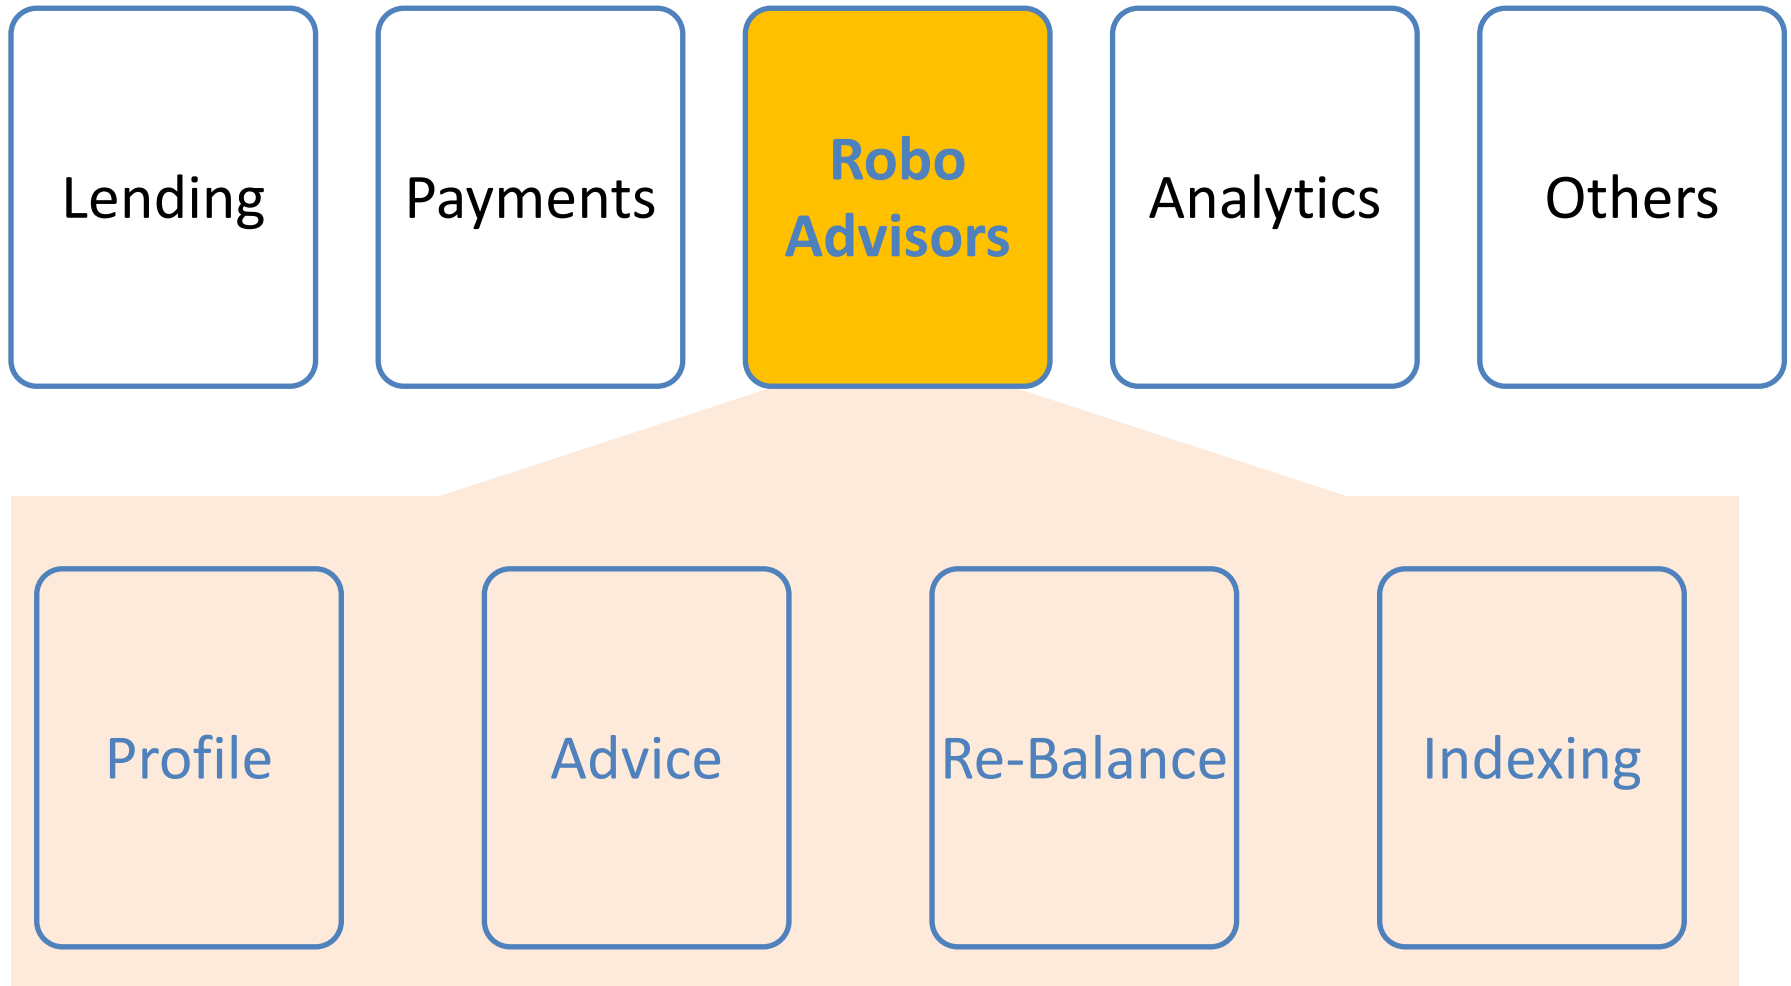 Lending
Payments
Robo
Advisors
Analytics
Others
Profile
Advice
Re-Balance
Indexing